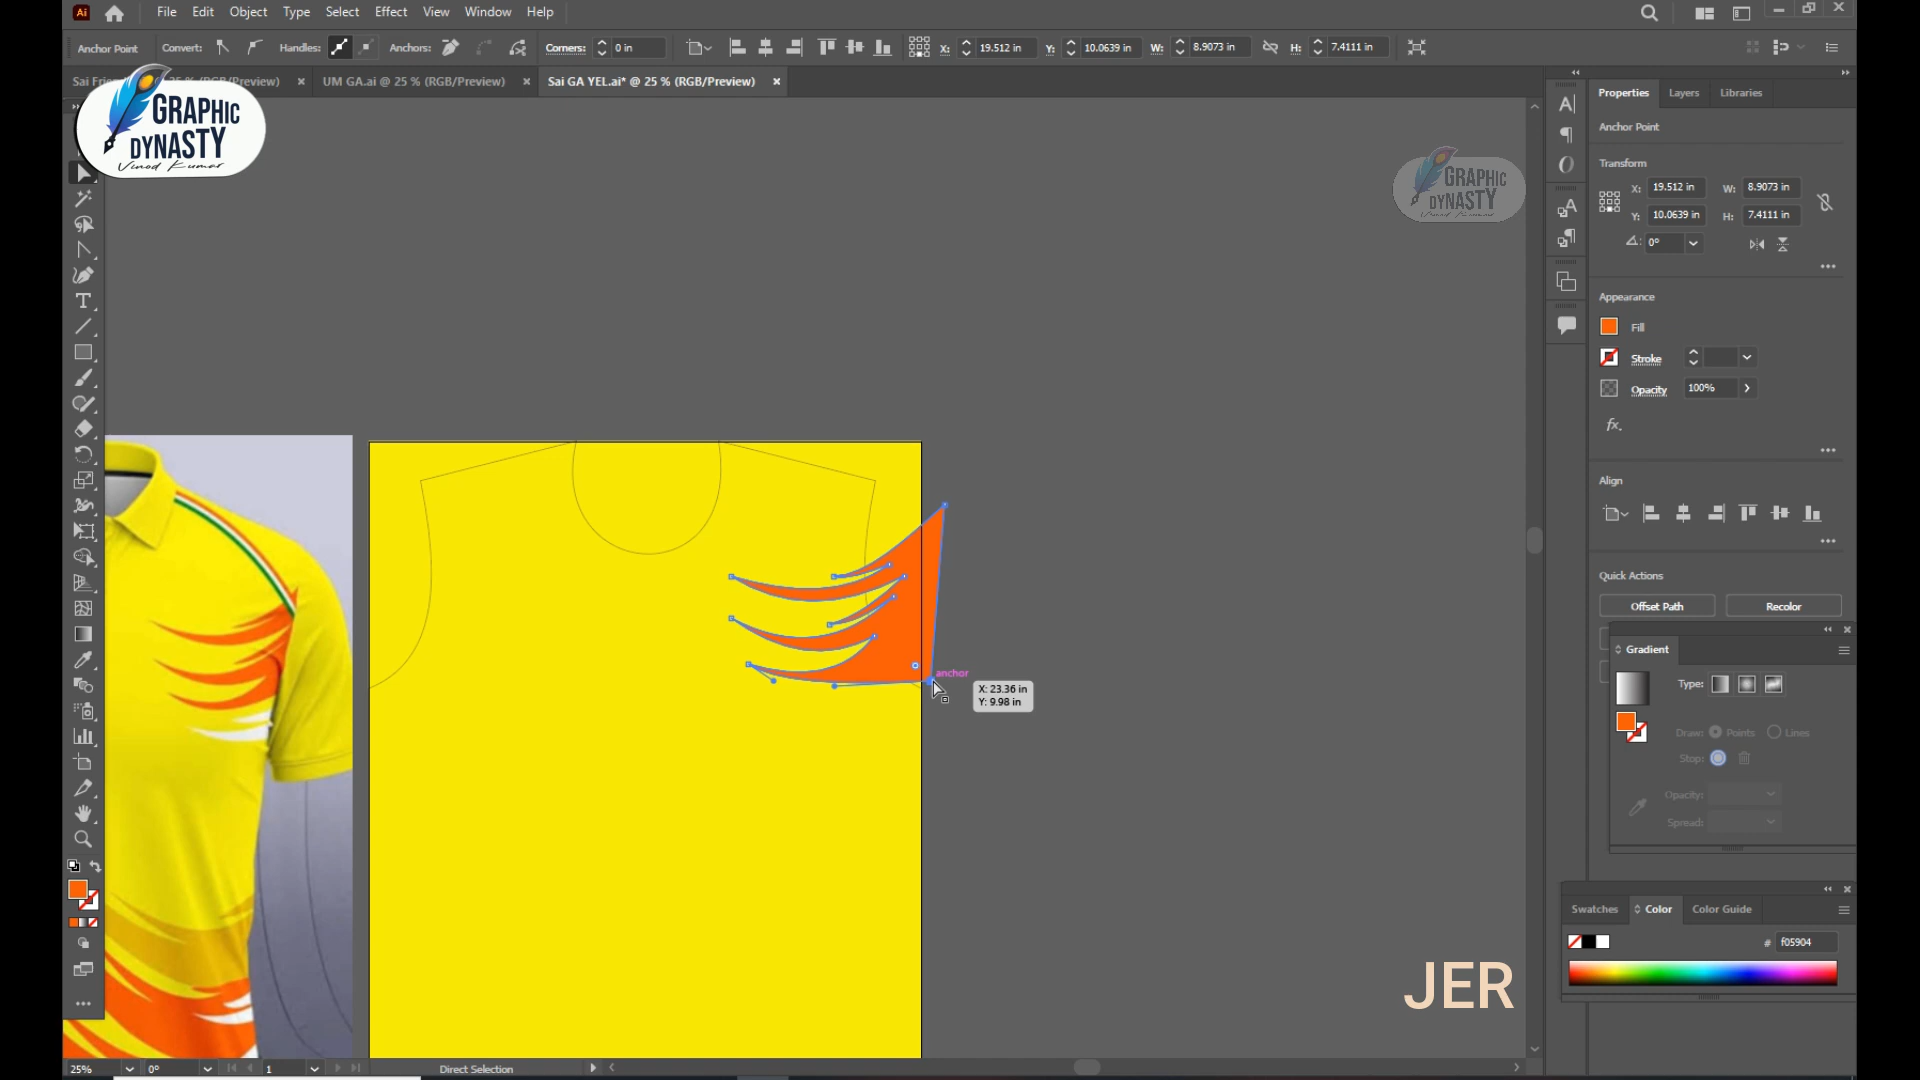 Ai File Edit Object Type Select Effect View Window Help
Anchor Point Convert: Handles: Anchors: Corners: 0 in X: 19.512 in Y: 10.0639 in W: 8.9073 in H: 7.4111 in
Sai Fri (RGB/Preview) × UM GA.ai @ 25 % (RGB/Preview) × Sai GA YEL.ai* @ 25 % (RGB/Preview) ×
GRAPHIC
DYNASTY
Vinod Kumar
GRAPHIC
DYNASTY
Vinod Kumar
Properties Layers Libraries
Anchor Point
Transform
X: 19.512 in W: 8.9073 in
Y: 10.0639 in H: 7.4111 in
0°
Appearance
Fill
Stroke
Opacity 100%
fx.
Align
Quick Actions
Offset Path Recolor
Gradient
Type:
Draw: Points Lines
Stop:
Opacity:
Spread:
anchor
X: 23.36 in
Y: 9.98 in
Swatches Color Color Guide
# f05904
JER
25% 0° 1 Direct Selection